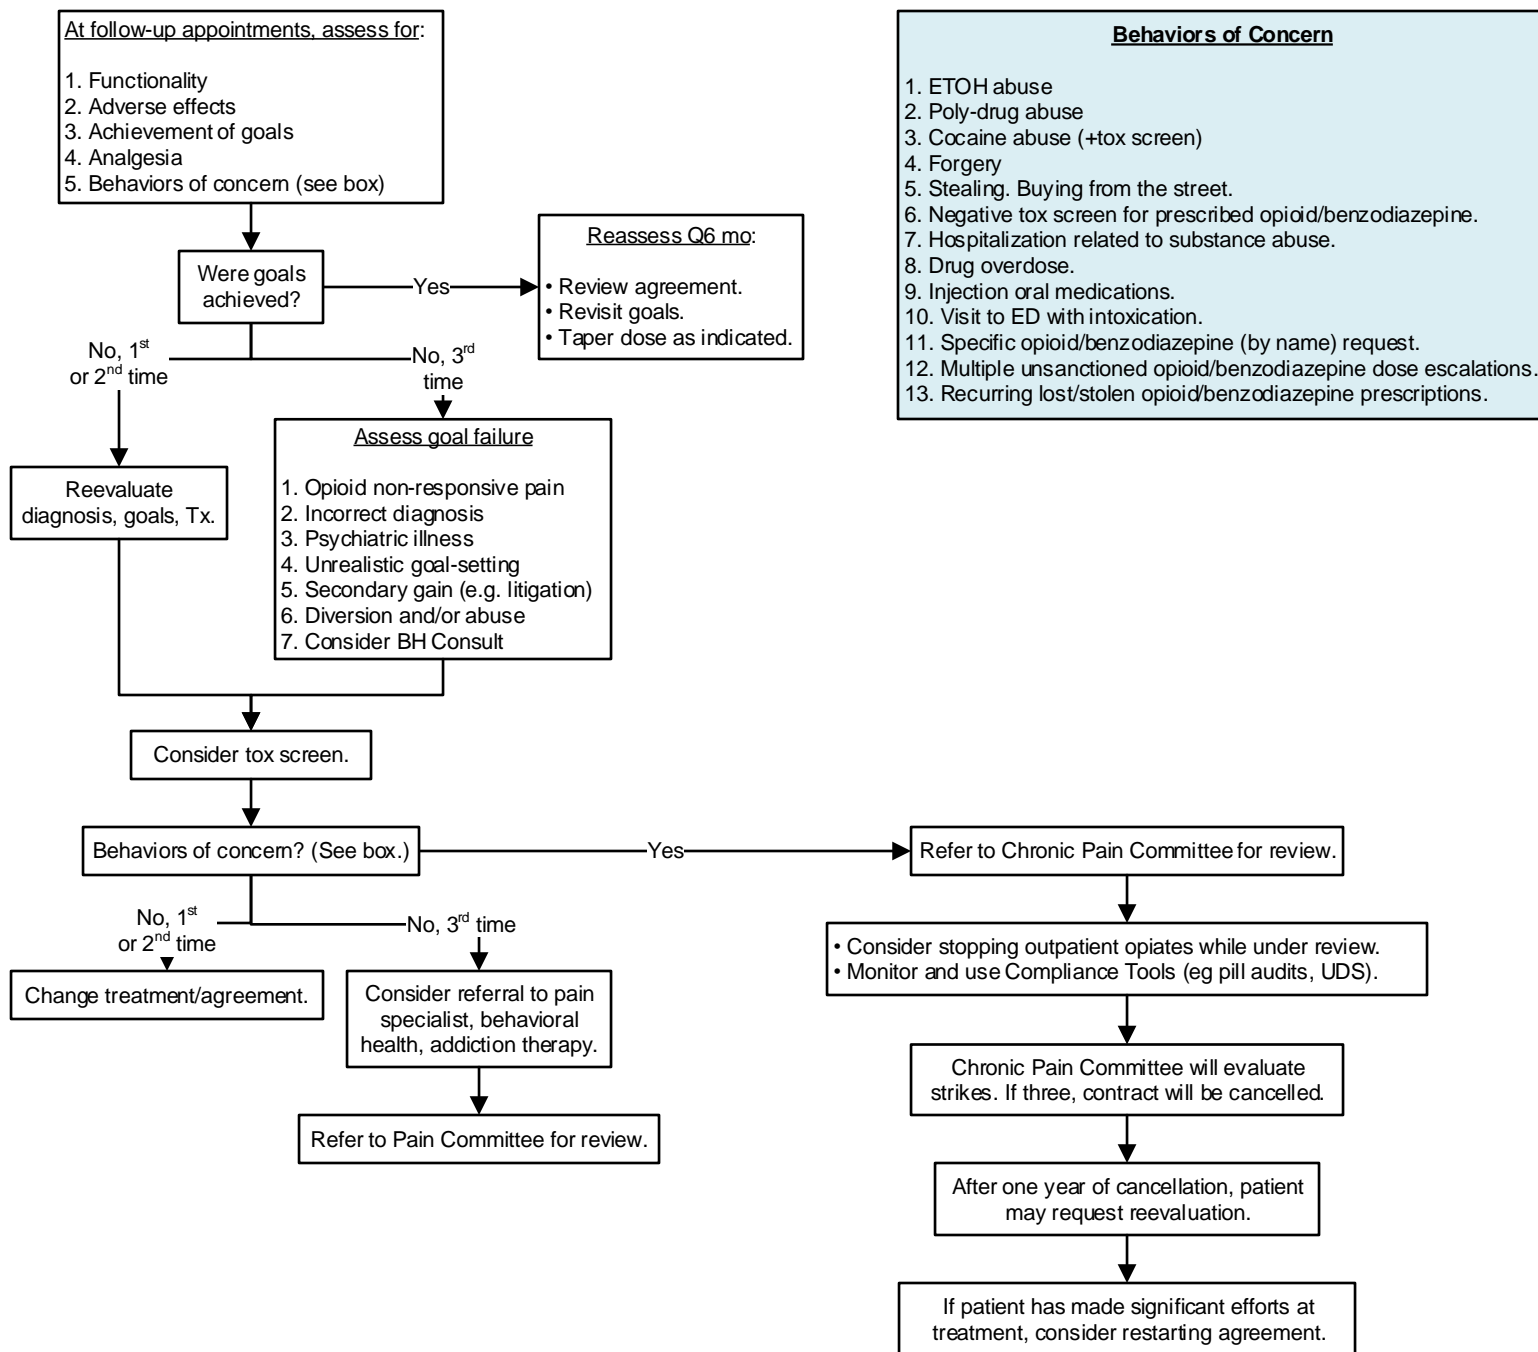 At follow-up appointments, assess for:
1. Functionality
2. Adverse effects
3. Achievement of goals
4. Analgesia
5. Behaviors of concern (see box)
Behaviors of Concern
1. ETOH abuse
2. Poly-drug abuse
3. Cocaine abuse (+tox screen)
4. Forgery
5. Stealing. Buying from the street.
6. Negative tox screen for prescribed opioid/benzodiazepine.
7. Hospitalization related to substance abuse.
8. Drug overdose.
9. Injection oral medications.
10. Visit to ED with intoxication.
11. Specific opioid/benzodiazepine (by name) request.
12. Multiple unsanctioned opioid/benzodiazepine dose escalations.
13. Recurring lost/stolen opioid/benzodiazepine prescriptions.
Were goals
achieved?
Yes
Reassess Q6 mo:
• Review agreement.
• Revisit goals.
• Taper dose as indicated.
No, 1st
or 2nd time
No, 3rd
time
Reevaluate
diagnosis, goals, Tx.
Assess goal failure
1. Opioid non-responsive pain
2. Incorrect diagnosis
3. Psychiatric illness
4. Unrealistic goal-setting
5. Secondary gain (e.g. litigation)
6. Diversion and/or abuse
7. Consider BH Consult
Consider tox screen.
Behaviors of concern? (See box.)
Yes
Refer to Chronic Pain Committee for review.
No, 1st
or 2nd time
No, 3rd time
Change treatment/agreement.
Consider referral to pain
specialist, behavioral
health, addiction therapy.
Refer to Pain Committee for review.
• Consider stopping outpatient opiates while under review.
• Monitor and use Compliance Tools (eg pill audits, UDS).
Chronic Pain Committee will evaluate
strikes. If three, contract will be cancelled.
After one year of cancellation, patient
may request reevaluation.
If patient has made significant efforts at
treatment, consider restarting agreement.